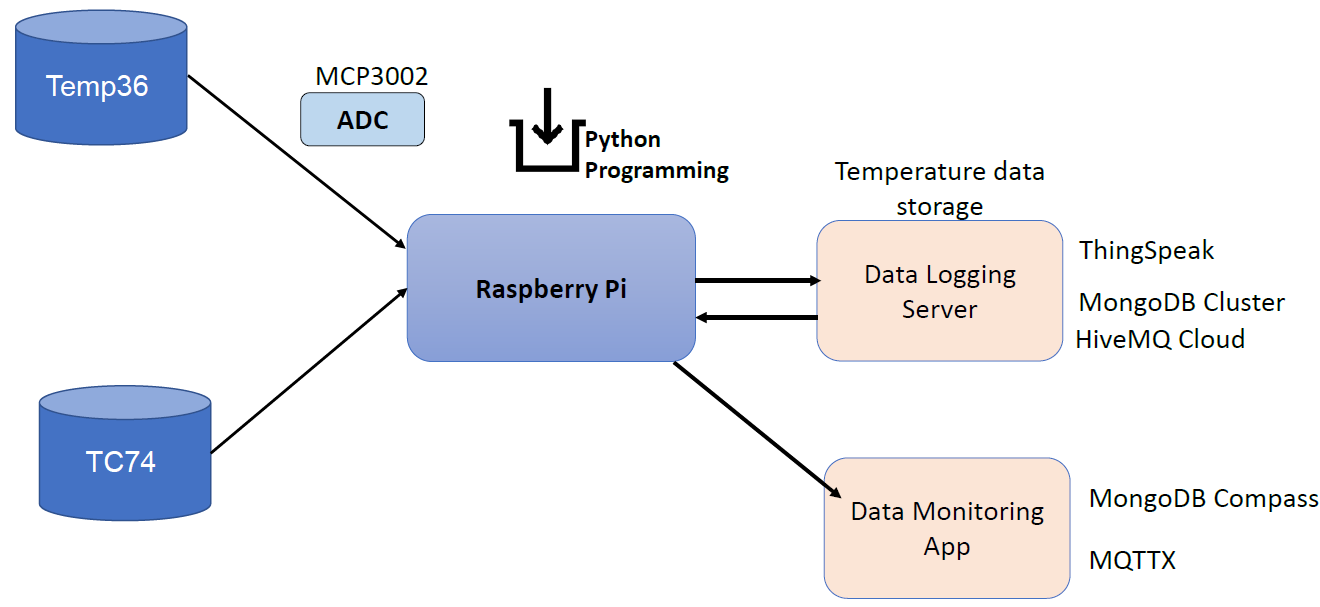 Temp36
MCP3002
ADC
Python
Programming
Temperature data
storage
Raspberry Pi
Data Logging
Server
ThingSpeak
MongoDB Cluster
HiveMQ Cloud
TC74
Data Monitoring
App
MongoDB Compass
MQTTX